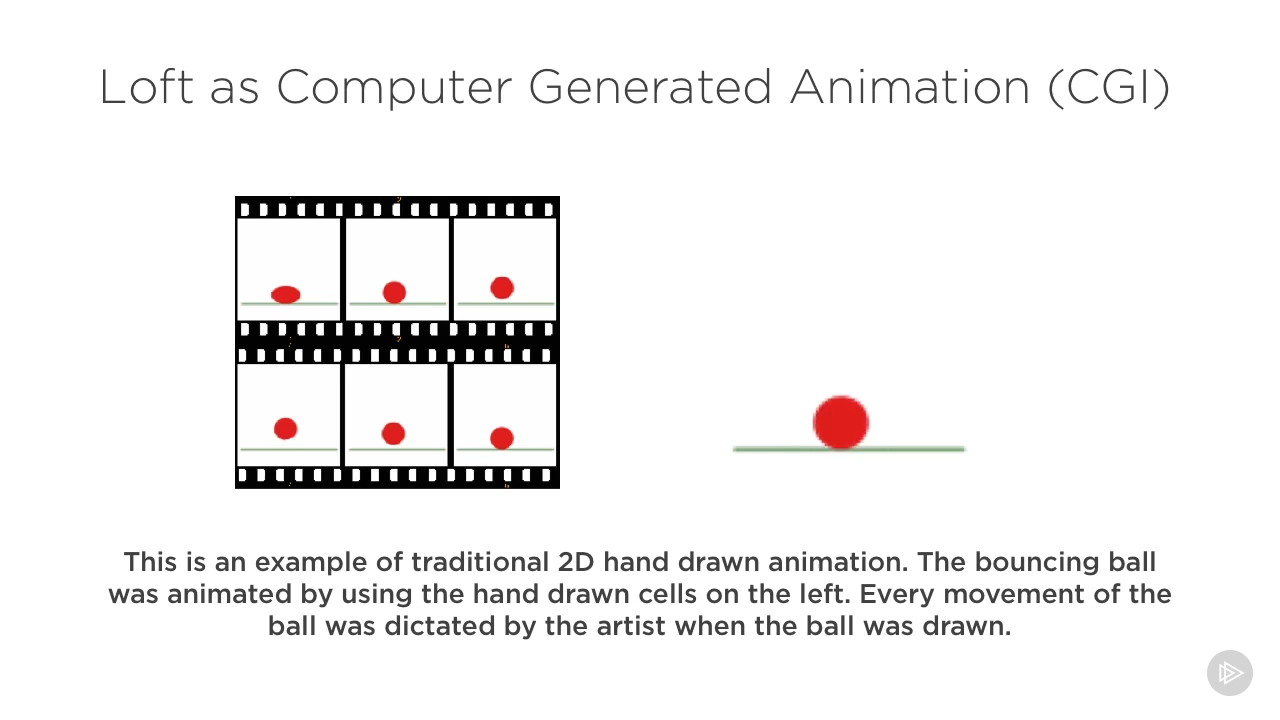 Loft as Computer Generated Animation (CGI)
This is an example of traditional 2D hand drawn animation. The bouncing ball
was animated by using the hand drawn cells on the left. Every movement of the
ball was dictated by the artist when the ball was drawn.